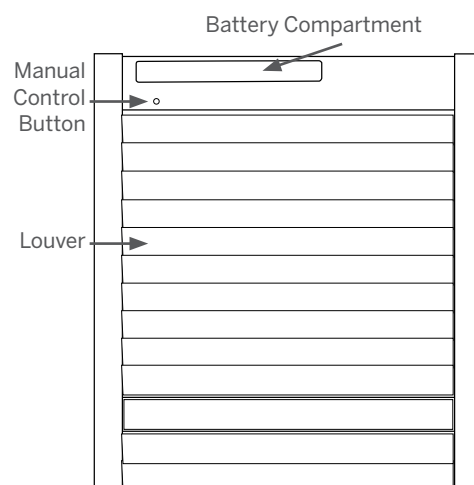 Battery Compartment
Manual
Control
Button
Louver